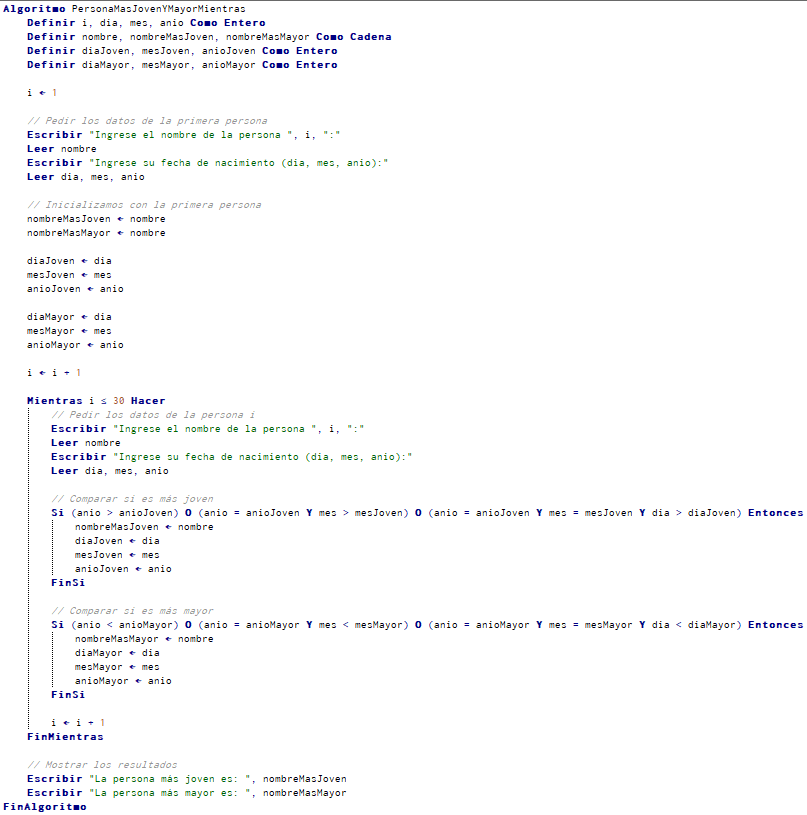 Algoritmo PersonaMasJovenYMayorMientras
Definir i, dia, mes, anio Como Entero
Definir nombre, nombreMasJoven, nombreMasMayor Como Cadena
Definir diaJoven, mesJoven, anioJoven Como Entero
Definir diaMayor, mesMayor, anioMayor Como Entero
i ← 1
// Pedir los datos de la primera persona
Escribir "Ingrese el nombre de la persona ", i, ":"
Leer nombre
Escribir "Ingrese su fecha de nacimiento (dia, mes, anio):"
Leer dia, mes, anio
// Inicializamos con la primera persona
nombreMasJoven ← nombre
nombreMasMayor ← nombre
diaJoven ← dia
mesJoven ← mes
anioJoven ← anio
diaMayor ← dia
mesMayor ← mes
anioMayor ← anio
i ← i + 1
Mientras i ≤ 30 Hacer
// Pedir los datos de la persona i
Escribir "Ingrese el nombre de la persona ", i, ":"
Leer nombre
Escribir "Ingrese su fecha de nacimiento (dia, mes, anio):"
Leer dia, mes, anio
// Comparar si es más joven
Si (anio > anioJoven) O (anio = anioJoven Y mes > mesJoven) O (anio = anioJoven Y mes = mesJoven Y dia > diaJoven) Entonces
nombreMasJoven ← nombre
diaJoven ← dia
mesJoven ← mes
anioJoven ← anio
FinSi
// Comparar si es más mayor
Si (anio < anioMayor) O (anio = anioMayor Y mes < mesMayor) O (anio = anioMayor Y mes = mesMayor Y dia < diaMayor) Entonces
nombreMasMayor ← nombre
diaMayor ← dia
mesMayor ← mes
anioMayor ← anio
FinSi
i ← i + 1
FinMientras
// Mostrar los resultados
Escribir "La persona más joven es: ", nombreMasJoven
Escribir "La persona más mayor es: ", nombreMasMayor
FinAlgoritmo